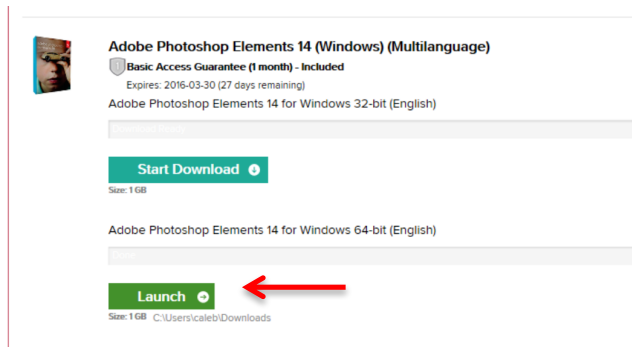 Adobe Photoshop Elements 14 (Windows) (Multilanguage)
Basic Access Guarantee (1 month) - Included
Expires: 2016-03-30 (27 days remaining)
Adobe Photoshop Elements 14 for Windows 32-bit (English)
Download Ready
Start Download
Size: 1 GB
Adobe Photoshop Elements 14 for Windows 64-bit (English)
Launch
Size: 1 GB C:\Users\caleb\Downloads